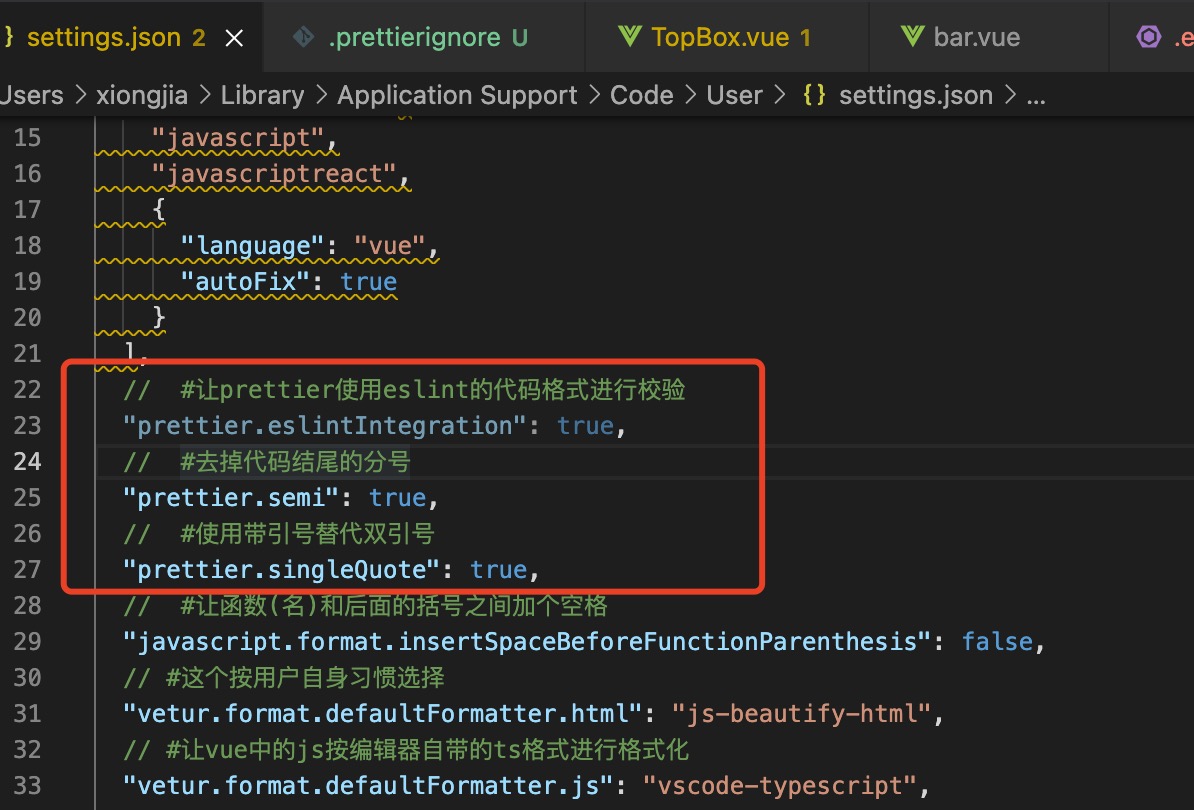 } settings.json 2 × .prettierignore U TopBox.vue 1 bar.vue .e
Users > xiongjia > Library > Application Support > Code > User > {} settings.json > ...
15 "javascript",
16 "javascriptreact",
17 {
18 "language": "vue",
19 "autoFix": true
20 }
21 ],
22 // #让prettier使用eslint的代码格式进行校验
23 "prettier.eslintIntegration": true,
24 // #去掉代码结尾的分号
25 "prettier.semi": true,
26 // #使用带引号替代双引号
27 "prettier.singleQuote": true,
28 // #让函数(名)和后面的括号之间加个空格
29 "javascript.format.insertSpaceBeforeFunctionParenthesis": false,
30 // #这个按用户自身习惯选择
31 "vetur.format.defaultFormatter.html": "js-beautify-html",
32 // #让vue中的js按编辑器自带的ts格式进行格式化
33 "vetur.format.defaultFormatter.js": "vscode-typescript",